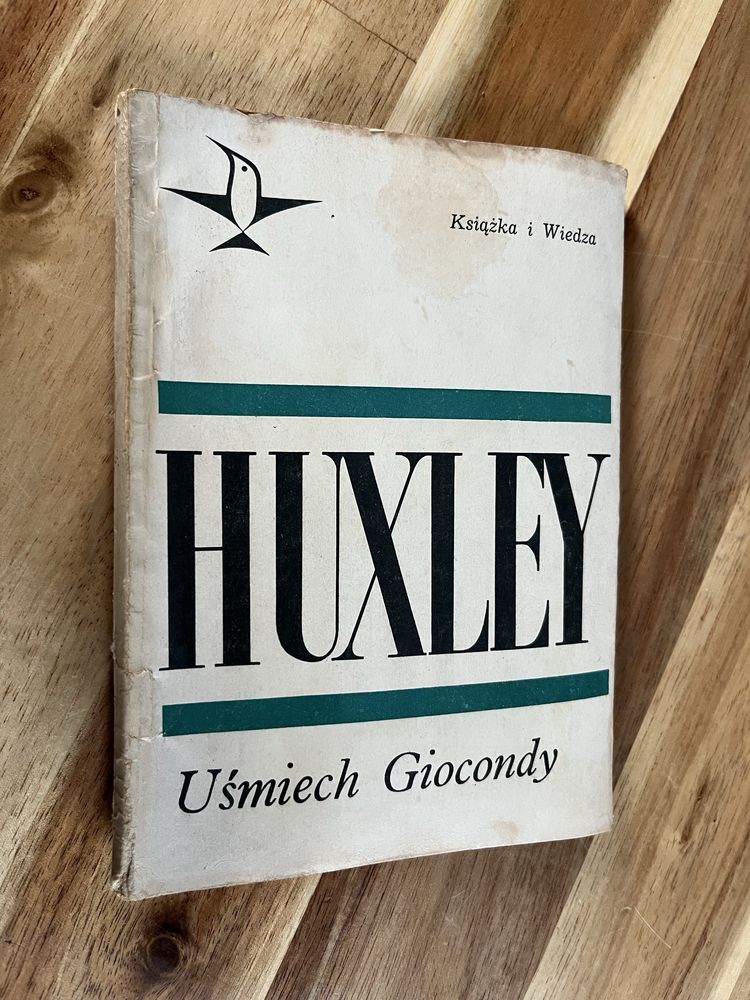 Książka i Wiedza
HUXLEY
Uśmiech Giocondy